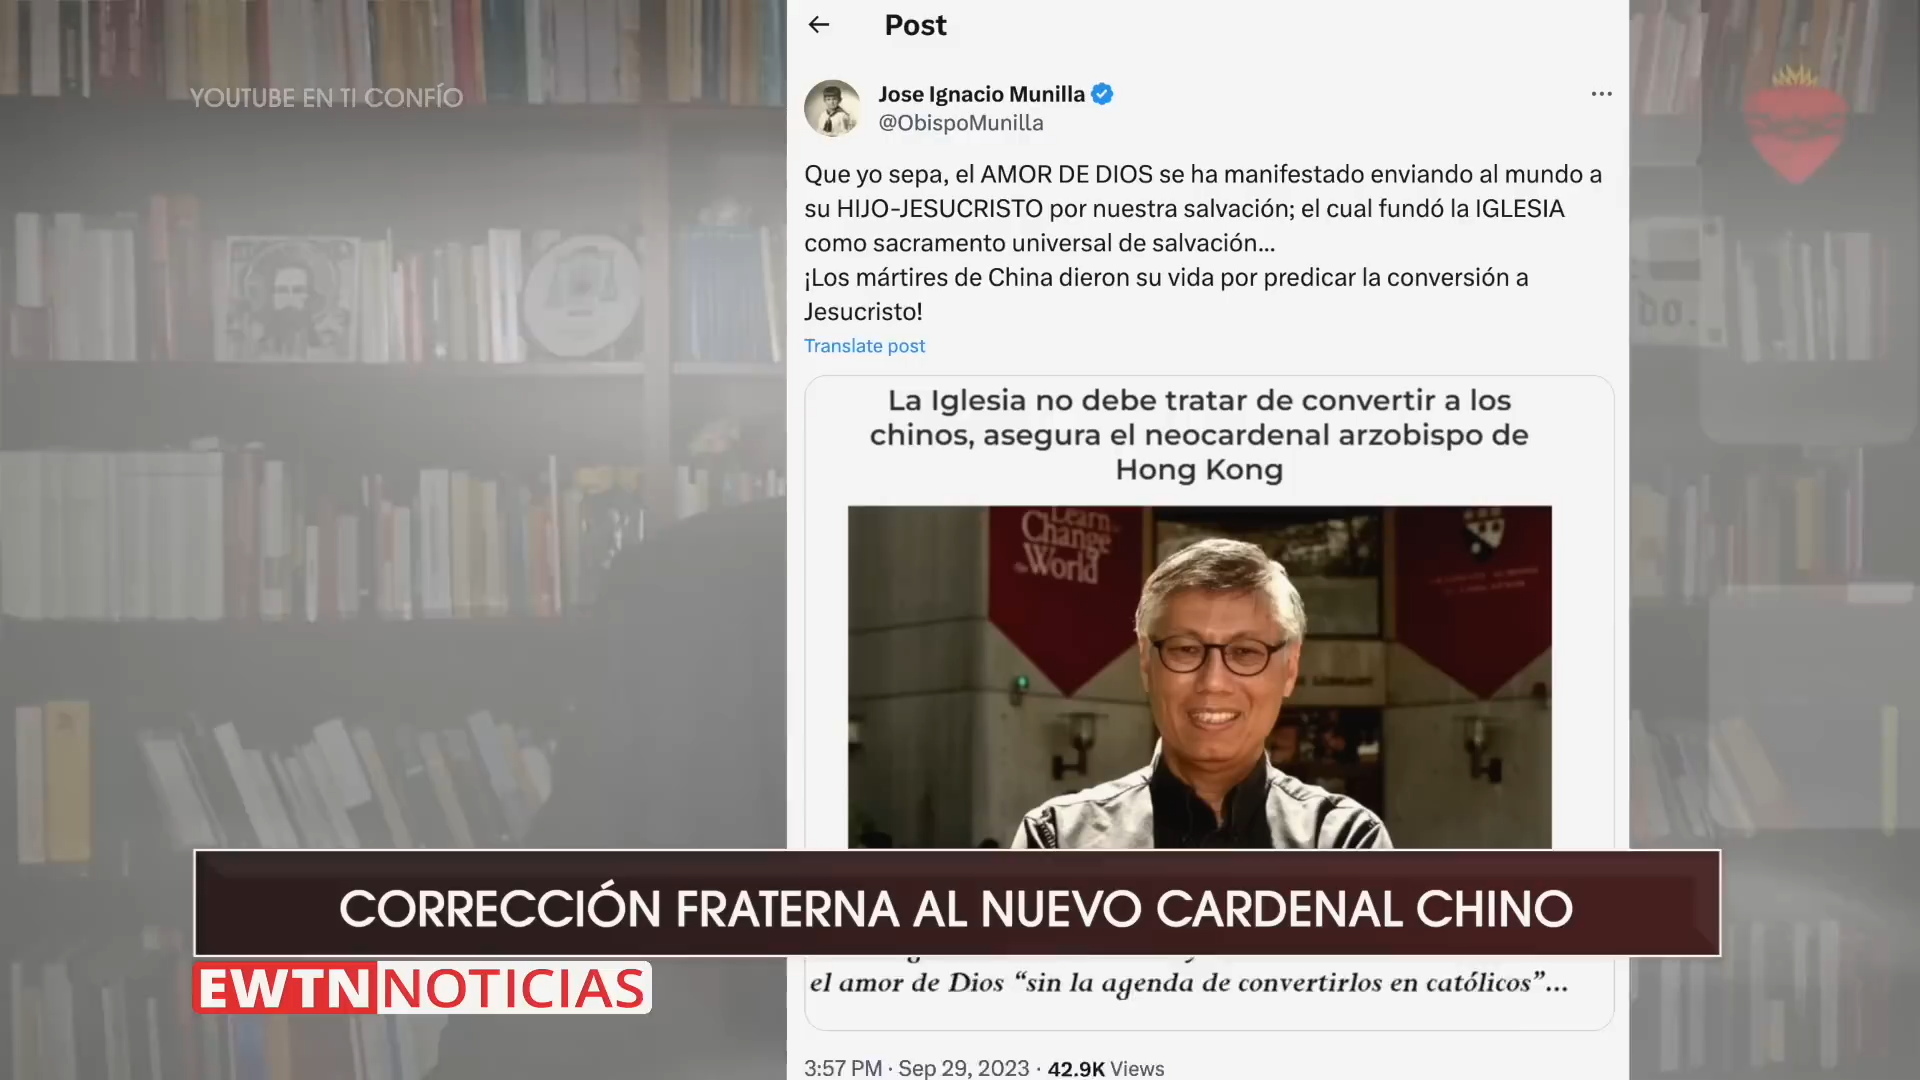 YOUTUBE EN TI CONFÍO
Post
Jose Ignacio Munilla
@ObispoMunilla
Que yo sepa, el AMOR DE DIOS se ha manifestado enviando al mundo a
su HIJO-JESUCRISTO por nuestra salvación; el cual fundó la IGLESIA
como sacramento universal de salvación...
¡Los mártires de China dieron su vida por predicar la conversión a
Jesucristo!
Translate post
La Iglesia no debe tratar de convertir a los
chinos, asegura el neocardenal arzobispo de
Hong Kong
Learn
Change
the World
CORRECCIÓN FRATERNA AL NUEVO CARDENAL CHINO
el amor de Dios “sin la agenda de convertirlos en católicos”...
EWTN NOTICIAS
3:57 PM · Sep 29, 2023 · 42.9K Views